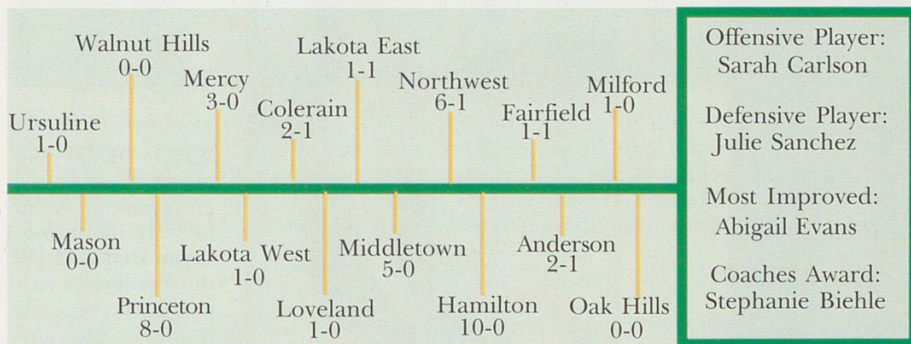 Ursuline
1-0
Walnut Hills
0-0
Mercy
3-0
Colerain
2-1
Lakota East
1-1
Northwest
6-1
Fairfield
1-1
Milford
1-0
Mason
0-0
Princeton
8-0
Lakota West
1-0
Loveland
1-0
Middletown
5-0
Hamilton
10-0
Anderson
2-1
Oak Hills
0-0
Offensive Player:
Sarah Carlson
Defensive Player:
Julie Sanchez
Most Improved:
Abigail Evans
Coaches Award:
Stephanie Biehle